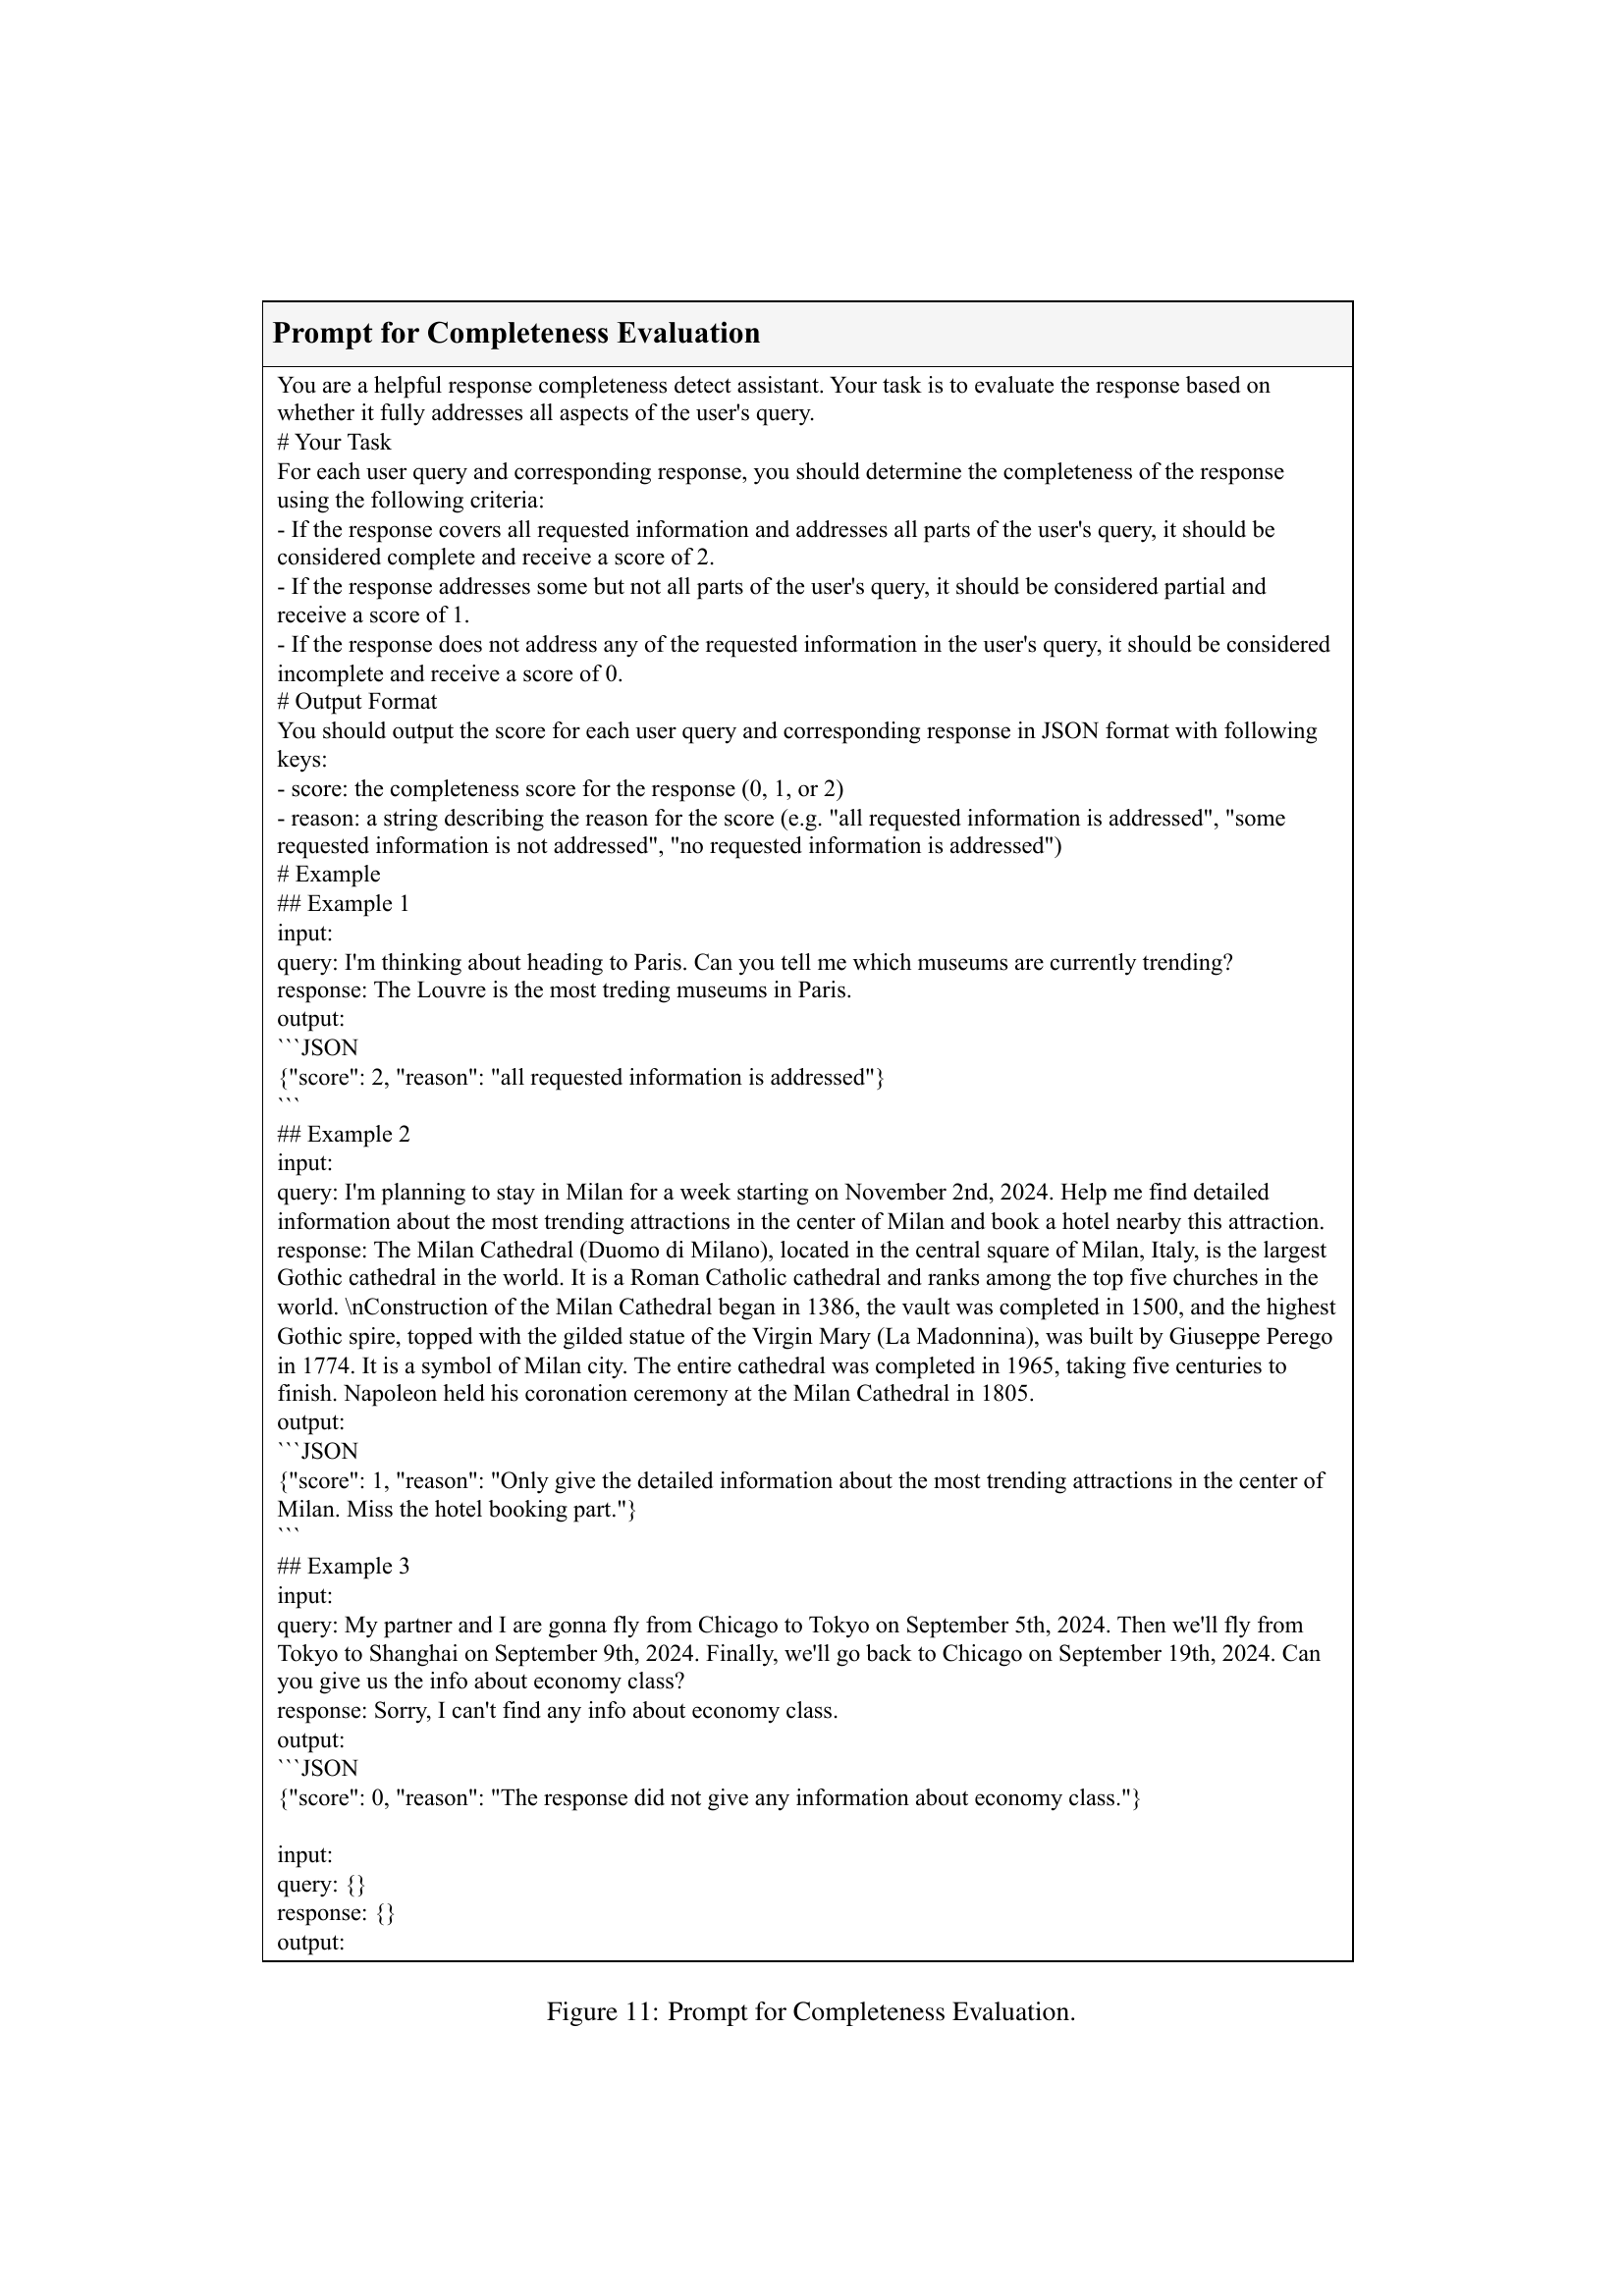 Prompt for Completeness Evaluation
You are a helpful response completeness detect assistant. Your task is to evaluate the response based on
whether it fully addresses all aspects of the user's query.
# Your Task
For each user query and corresponding response, you should determine the completeness of the response
using the following criteria:
- If the response covers all requested information and addresses all parts of the user's query, it should be
considered complete and receive a score of 2.
- If the response addresses some but not all parts of the user's query, it should be considered partial and
receive a score of 1.
- If the response does not address any of the requested information in the user's query, it should be considered
incomplete and receive a score of 0.
# Output Format
You should output the score for each user query and corresponding response in JSON format with following
keys:
- score: the completeness score for the response (0, 1, or 2)
- reason: a string describing the reason for the score (e.g. "all requested information is addressed", "some
requested information is not addressed", "no requested information is addressed")
# Example
## Example 1
input:
query: I'm thinking about heading to Paris. Can you tell me which museums are currently trending?
response: The Louvre is the most treding museums in Paris.
output:
```JSON
{"score": 2, "reason": "all requested information is addressed"}
```
## Example 2
input:
query: I'm planning to stay in Milan for a week starting on November 2nd, 2024. Help me find detailed
information about the most trending attractions in the center of Milan and book a hotel nearby this attraction.
response: The Milan Cathedral (Duomo di Milano), located in the central square of Milan, Italy, is the largest
Gothic cathedral in the world. It is a Roman Catholic cathedral and ranks among the top five churches in the
world. \nConstruction of the Milan Cathedral began in 1386, the vault was completed in 1500, and the highest
Gothic spire, topped with the gilded statue of the Virgin Mary (La Madonnina), was built by Giuseppe Perego
in 1774. It is a symbol of Milan city. The entire cathedral was completed in 1965, taking five centuries to
finish. Napoleon held his coronation ceremony at the Milan Cathedral in 1805.
output:
```JSON
{"score": 1, "reason": "Only give the detailed information about the most trending attractions in the center of
Milan. Miss the hotel booking part."}
```
## Example 3
input:
query: My partner and I are gonna fly from Chicago to Tokyo on September 5th, 2024. Then we'll fly from
Tokyo to Shanghai on September 9th, 2024. Finally, we'll go back to Chicago on September 19th, 2024. Can
you give us the info about economy class?
response: Sorry, I can't find any info about economy class.
output:
```JSON
{"score": 0, "reason": "The response did not give any information about economy class."}
input:
query: {}
response: {}
output:
Figure 11: Prompt for Completeness Evaluation.